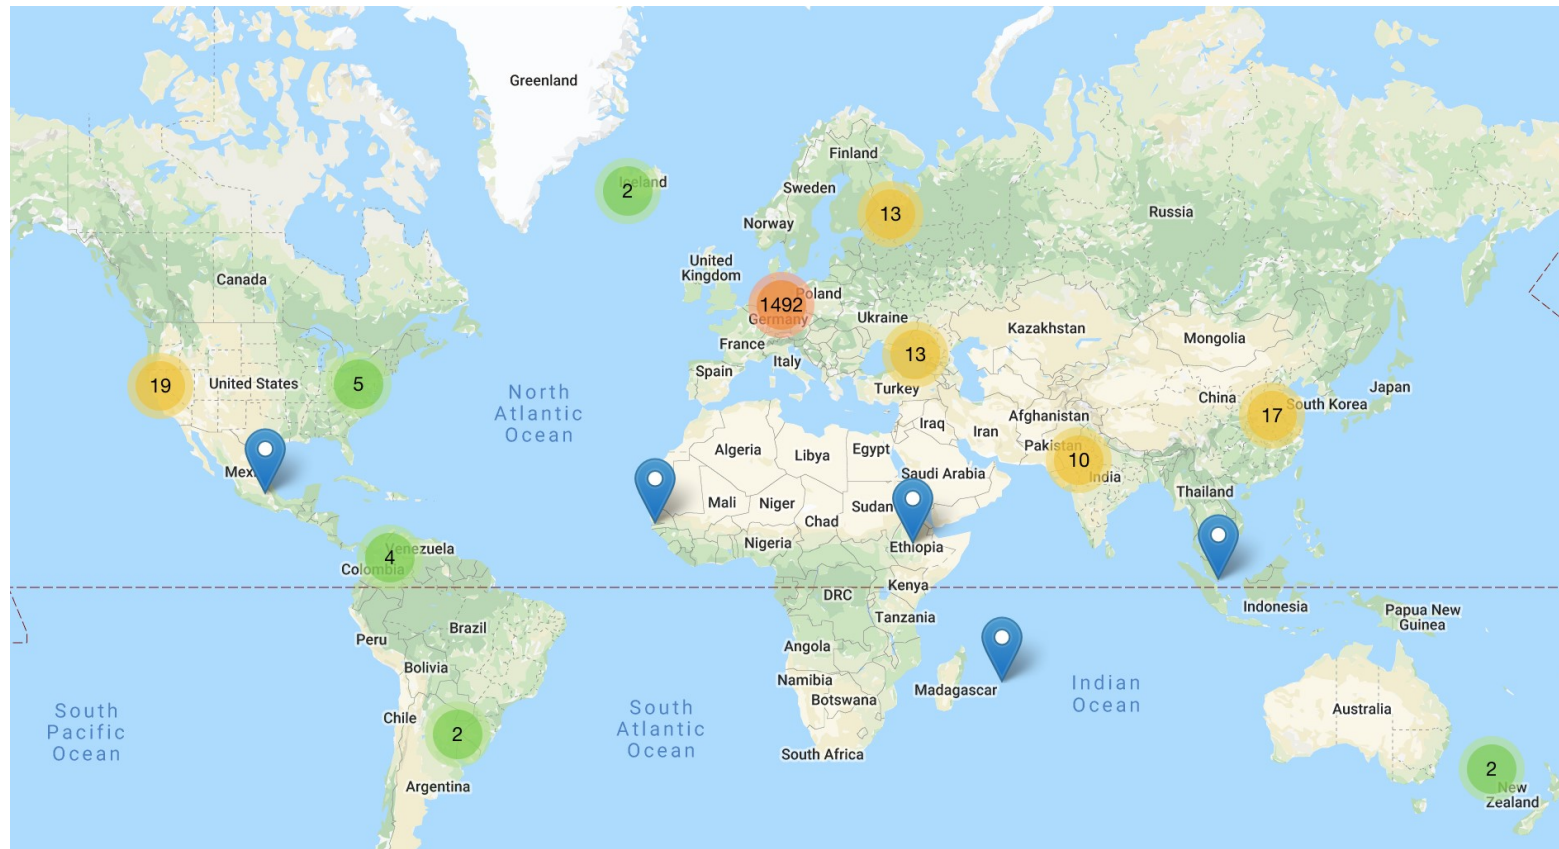 Greenland
Finland
Iceland
2
Sweden
Russia
13
Norway
United
Kingdom
Canada
Poland
1492
Germany
Ukraine
Kazakhstan
Mongolia
France
13
Italy
Spain
19
United States
5
Turkey
Japan
North
Atlantic
Ocean
China
South Korea
17
Afghanistan
Iraq
Iran
Pakistan
Algeria
Libya
Egypt
10
India
Mex
Saudi Arabia
Thailand
Mali
Niger
Sudan
Chad
Nigeria
Ethiopia
4
Venezuela
Colombia
Kenya
DRC
Indonesia
Papua New
Guinea
Tanzania
Brazil
Peru
Angola
Bolivia
Namibia
Madagascar
Botswana
Indian
Ocean
South
Pacific
Ocean
South
Atlantic
Ocean
Chile
Australia
2
South Africa
2
Argentina
New
Zealand